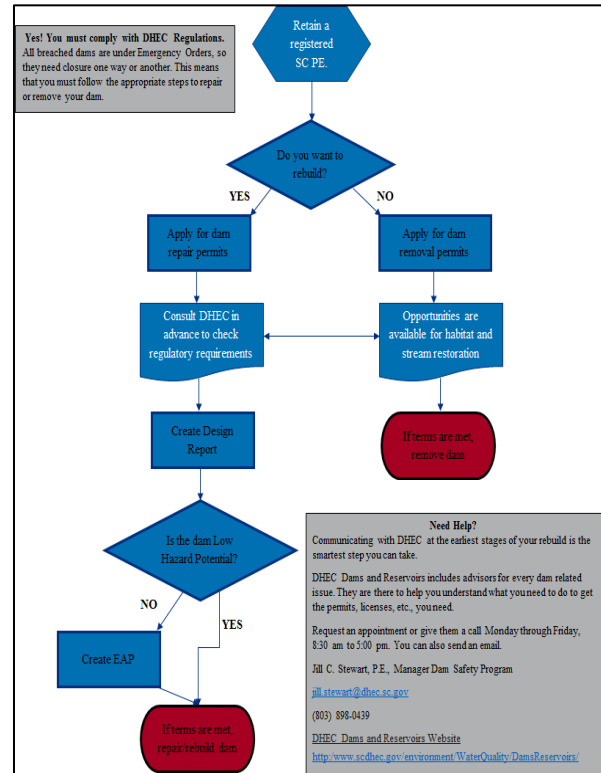 Yes! You must comply with DHEC Regulations.
All breached dams are under Emergency Orders, so
they need closure one way or another. This means
that you must follow the appropriate steps to repair
or remove your dam.
Retain a
registered
SC PE.
Do you want to
rebuild?
YES
NO
Apply for dam
repair permits
Apply for dam
removal permits
Consult DHEC in
advance to check
regulatory requirements
Opportunities are
available for habitat and
stream restoration
Create Design
Report
If terms are met,
remove dam
Is the dam Low
Hazard Potential?
NO
YES
Create EAP
If terms are met,
repair/rebuild dam
Need Help?
Communicating with DHEC at the earliest stages of your rebuild is the
smartest step you can take.
DHEC Dams and Reservoirs includes advisors for every dam related
issue. They are there to help you understand what you need to do to get
the permits, licenses, etc., you need.
Request an appointment or give them a call Monday through Friday,
8:30 am to 5:00 pm. You can also send an email.
Jill C. Stewart, P.E., Manager Dam Safety Program
jill.stewart@dhec.sc.gov
(803) 898-0439
DHEC Dams and Reservoirs Website
http:/www.scdhec.gov/environment/WaterQuality/DamsReservoirs/